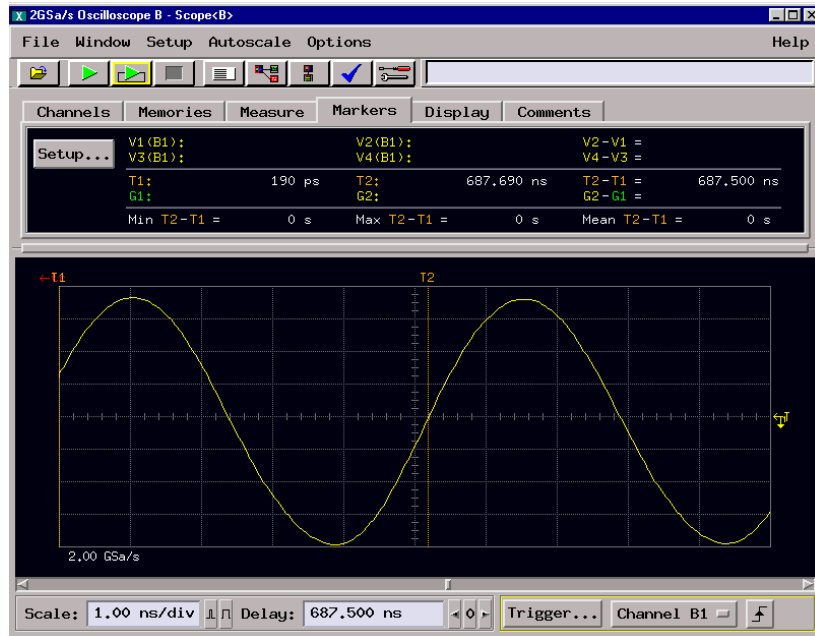 2GSa/s Oscilloscope B - Scope<B>
File Window Setup Autoscale Options Help
Channels Memories Measure Markers Display Comments
Setup...
V1(B1): V2(B1): V2-V1 =
V3(B1): V4(B1): V4-V3 =
T1: 190 ps T2: 687.690 ns T2-T1 = 687.500 ns
G1: G2: G2-G1 =
Min T2-T1 = 0 s Max T2-T1 = 0 s Mean T2-T1 = 0 s
T1 T2
T
2.00 GSa/s
Scale: 1.00 ns/div Delay: 687.500 ns 0 Trigger... Channel B1